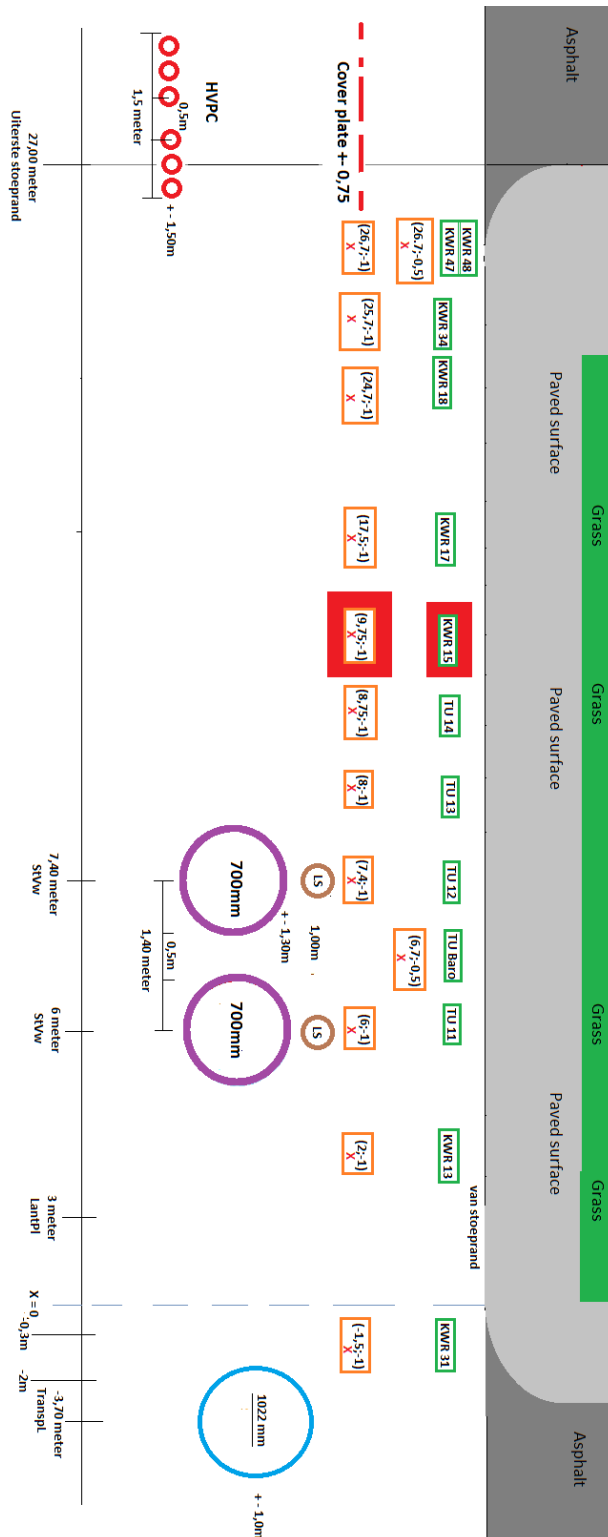 Asphalt
Grass
Paved surface
Grass
Paved surface
Grass
Paved surface
Grass
Asphalt
KWR 48
KWR 47
KWR 34
KWR 18
KWR 17
KWR 15
TU 14
TU 13
TU 12
TU Baro
TU 11
KWR 13
van stoeprand
KWR 31
(26.7;-0,5)
X
(6,7;-0,5)
X
Cover plate +- 0,75
(26,7;-1)
X
(25,7;-1)
X
(24,7;-1)
X
(17,5;-1)
X
(9,75;-1)
X
(8,75;-1)
X
(8;-1)
X
(7,4;-1)
X
(6;-1)
X
(2;-1)
X
(-1,5;-1)
X
LS
1,00m
LS
HVPC
0,5m
1,5 meter
+ - 1,50m
700mm
+ - 1,30m
700mm
0,5m
1,40 meter
1022 mm
+ - 1,0m
27,00 meter
Uiterste stoeprand
7,40 meter
StVw
6 meter
StVw
3 meter
LantPl
X = 0
-0,3m
-2m
-3,70 meter
TranspL